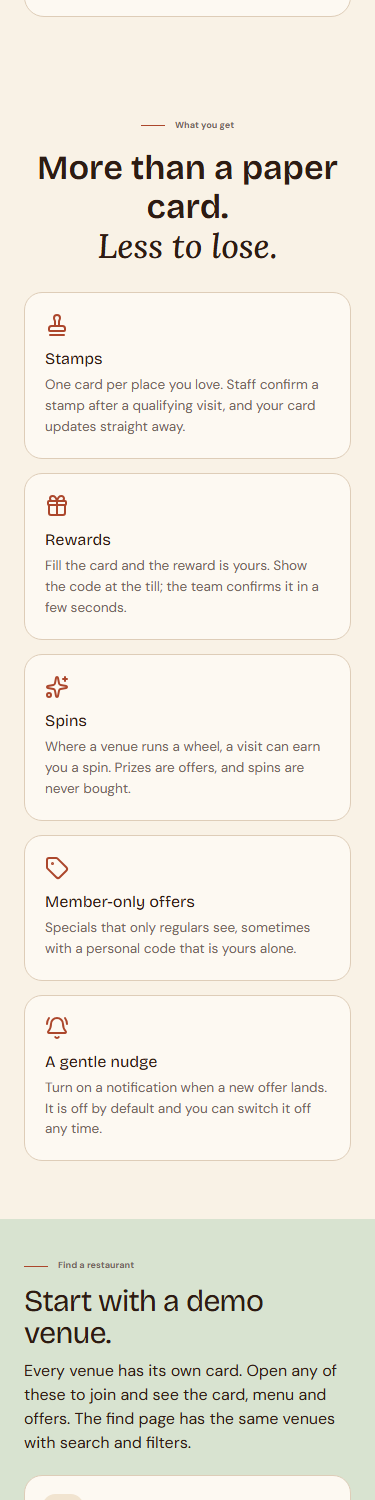 What you get
More than a paper
card.
Less to lose.
Stamps
One card per place you love. Staff confirm a
stamp after a qualifying visit, and your card
updates straight away.
Rewards
Fill the card and the reward is yours. Show
the code at the till; the team confirms it in a
few seconds.
Spins
Where a venue runs a wheel, a visit can earn
you a spin. Prizes are offers, and spins are
never bought.
Member-only offers
Specials that only regulars see, sometimes
with a personal code that is yours alone.
A gentle nudge
Turn on a notification when a new offer lands.
It is off by default and you can switch it off
any time.
Find a restaurant
Start with a demo
venue.
Every venue has its own card. Open any of
these to join and see the card, menu and
offers. The find page has the same venues
with search and filters.